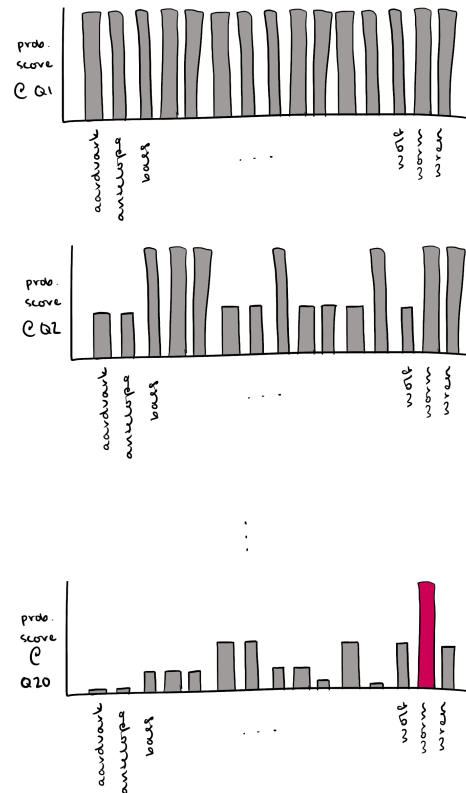 prob.
score
@ Q1
aardvark
antelope
bass
....
wolf
worm
wren
prob.
score
@ Q2
aardvark
antelope
bass
....
wolf
worm
wren
...
prob.
score
@
Q20
aardvark
antelope
bass
....
wolf
worm
wren